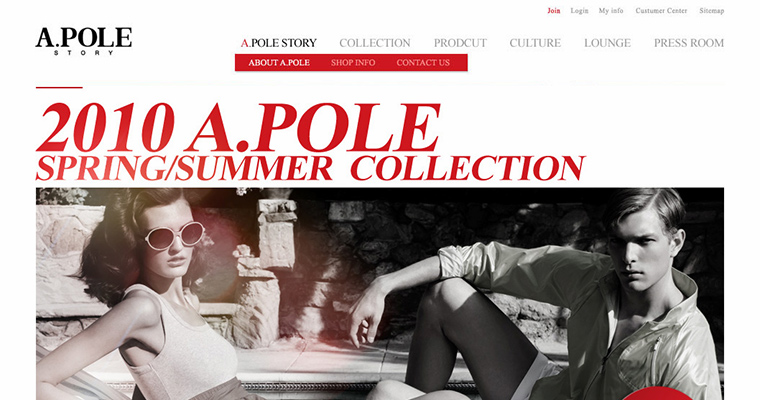 Join Login My info Custumer Center Sitemap
A.POLE
STORY
A.POLE STORY COLLECTION PRODCUT CULTURE LOUNGE PRESS ROOM
ABOUT A.POLE SHOP INFO CONTACT US
2010 A.POLE
SPRING/SUMMER COLLECTION